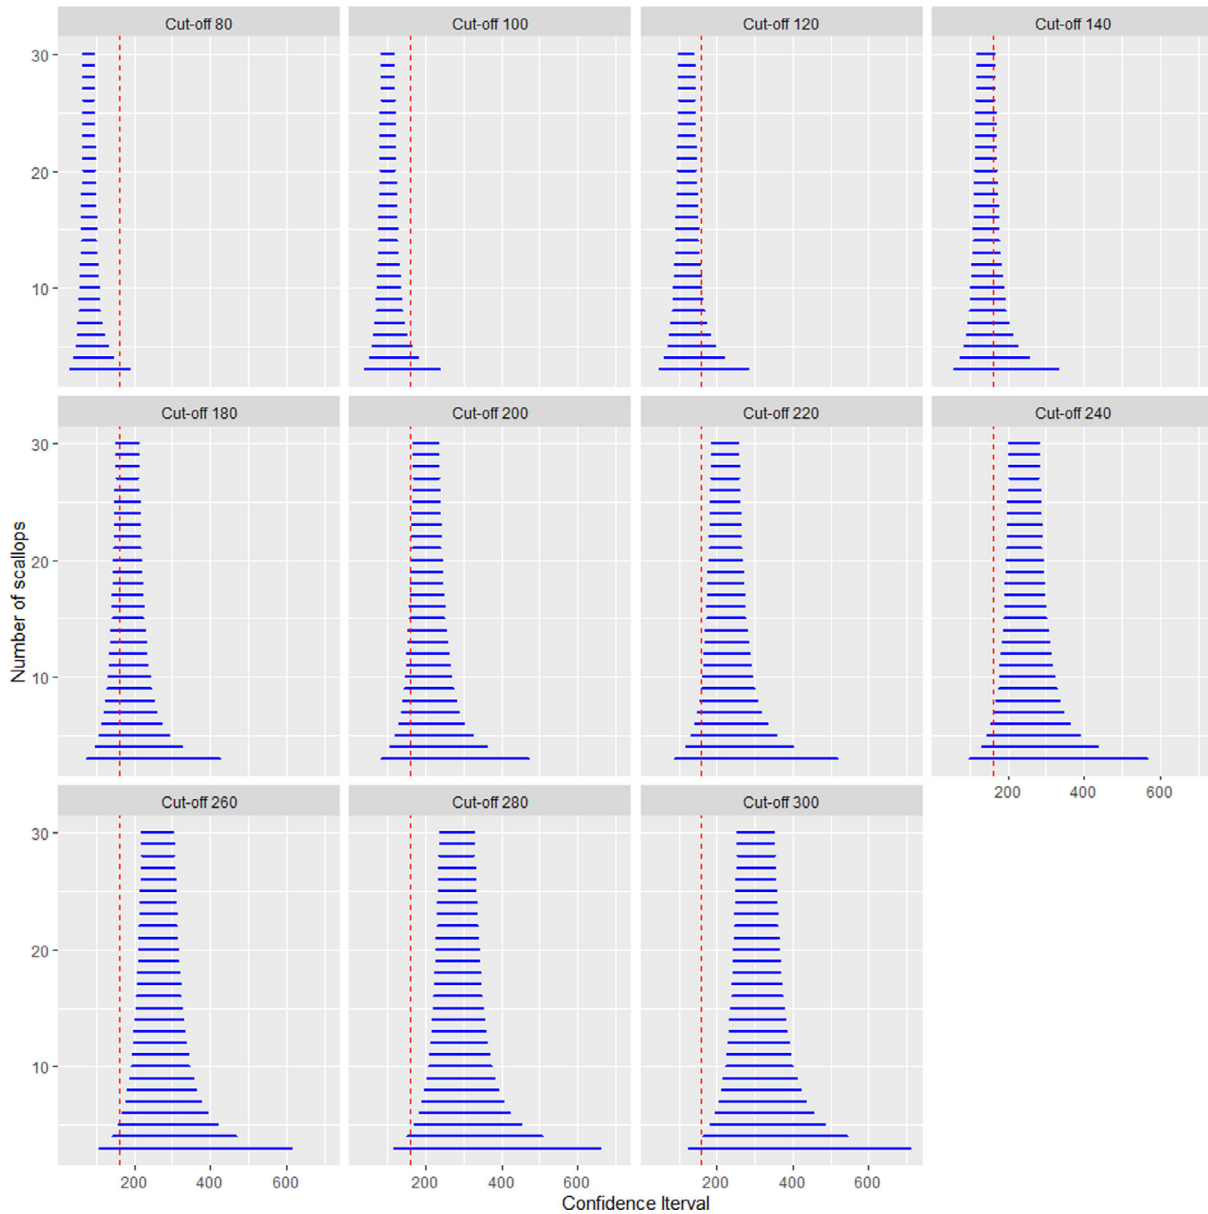 Cut-off 80
Cut-off 100
Cut-off 120
Cut-off 140
30
20
10
Cut-off 180
Cut-off 200
Cut-off 220
Cut-off 240
30
20
10
200 400 600
Number of scallops
Cut-off 260
Cut-off 280
Cut-off 300
30
20
10
200 400 600
200 400 600
200 400 600
Confidence Iterval